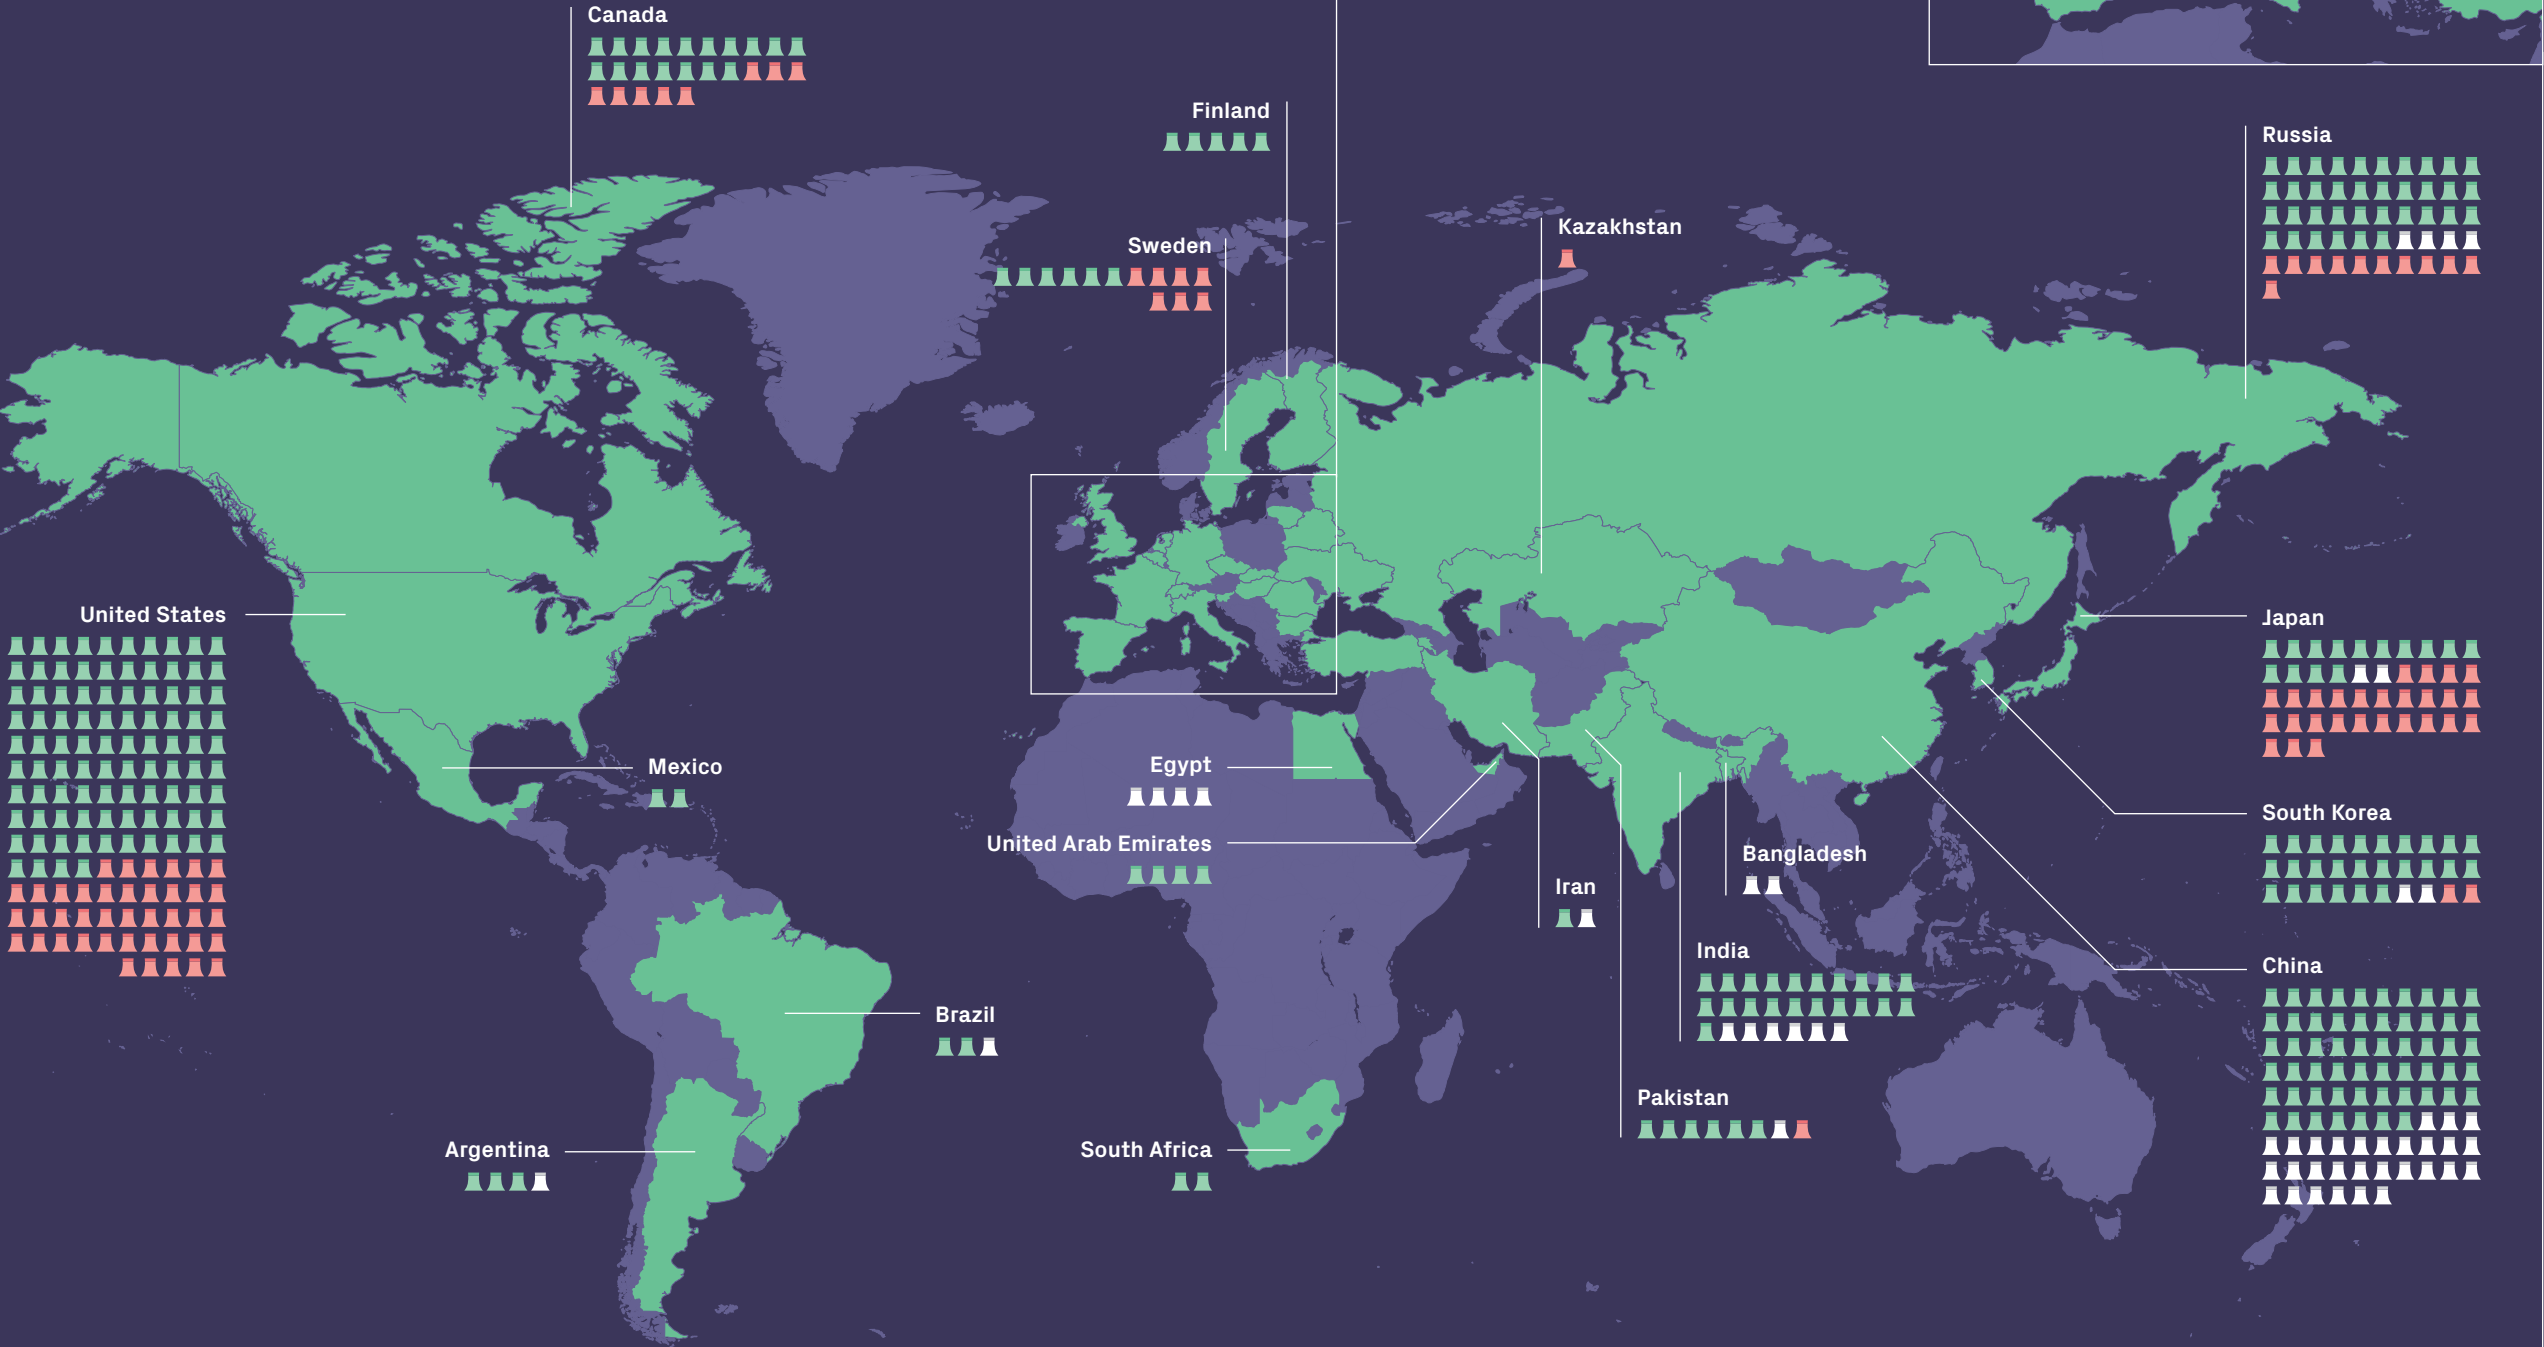 Canada
Finland
Russia
Kazakhstan
Sweden
United States
Japan
Mexico
Egypt
South Korea
United Arab Emirates
Bangladesh
Iran
India
China
Brazil
Pakistan
Argentina
South Africa